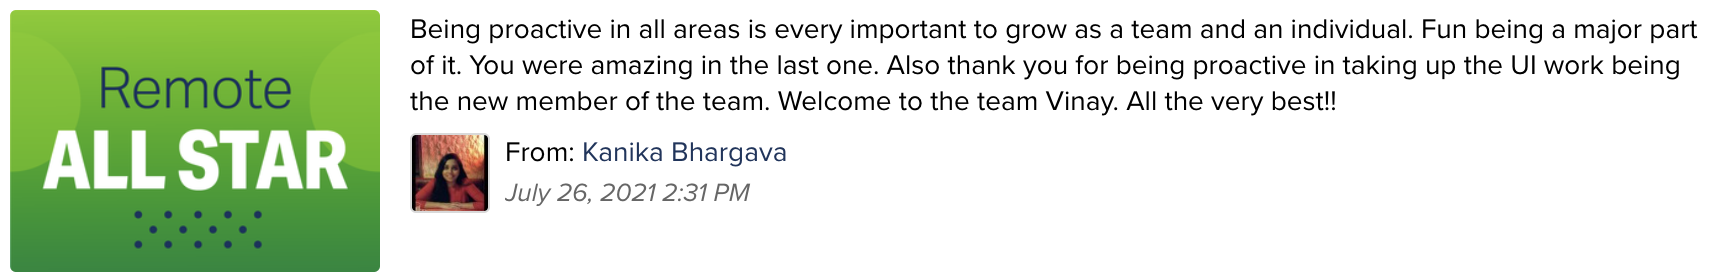 Remote
ALL STAR
Being proactive in all areas is every important to grow as a team and an individual. Fun being a major part
of it. You were amazing in the last one. Also thank you for being proactive in taking up the UI work being
the new member of the team. Welcome to the team Vinay. All the very best!!
From: Kanika Bhargava
July 26, 2021 2:31 PM